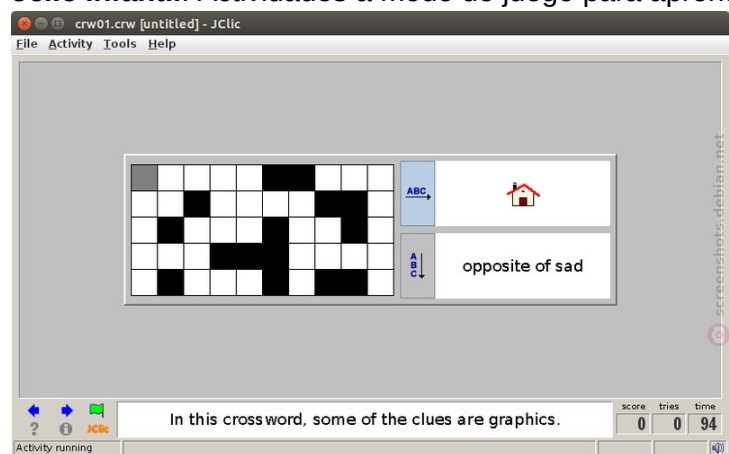 crw01.crw [untitled] - JClic
File Activity Tools Help
ABC
opposite of sad
A
B
C
In this crossword, some of the clues are graphics.
score tries time
0 0 94
JClic
Activity running
screenshots.debian.net